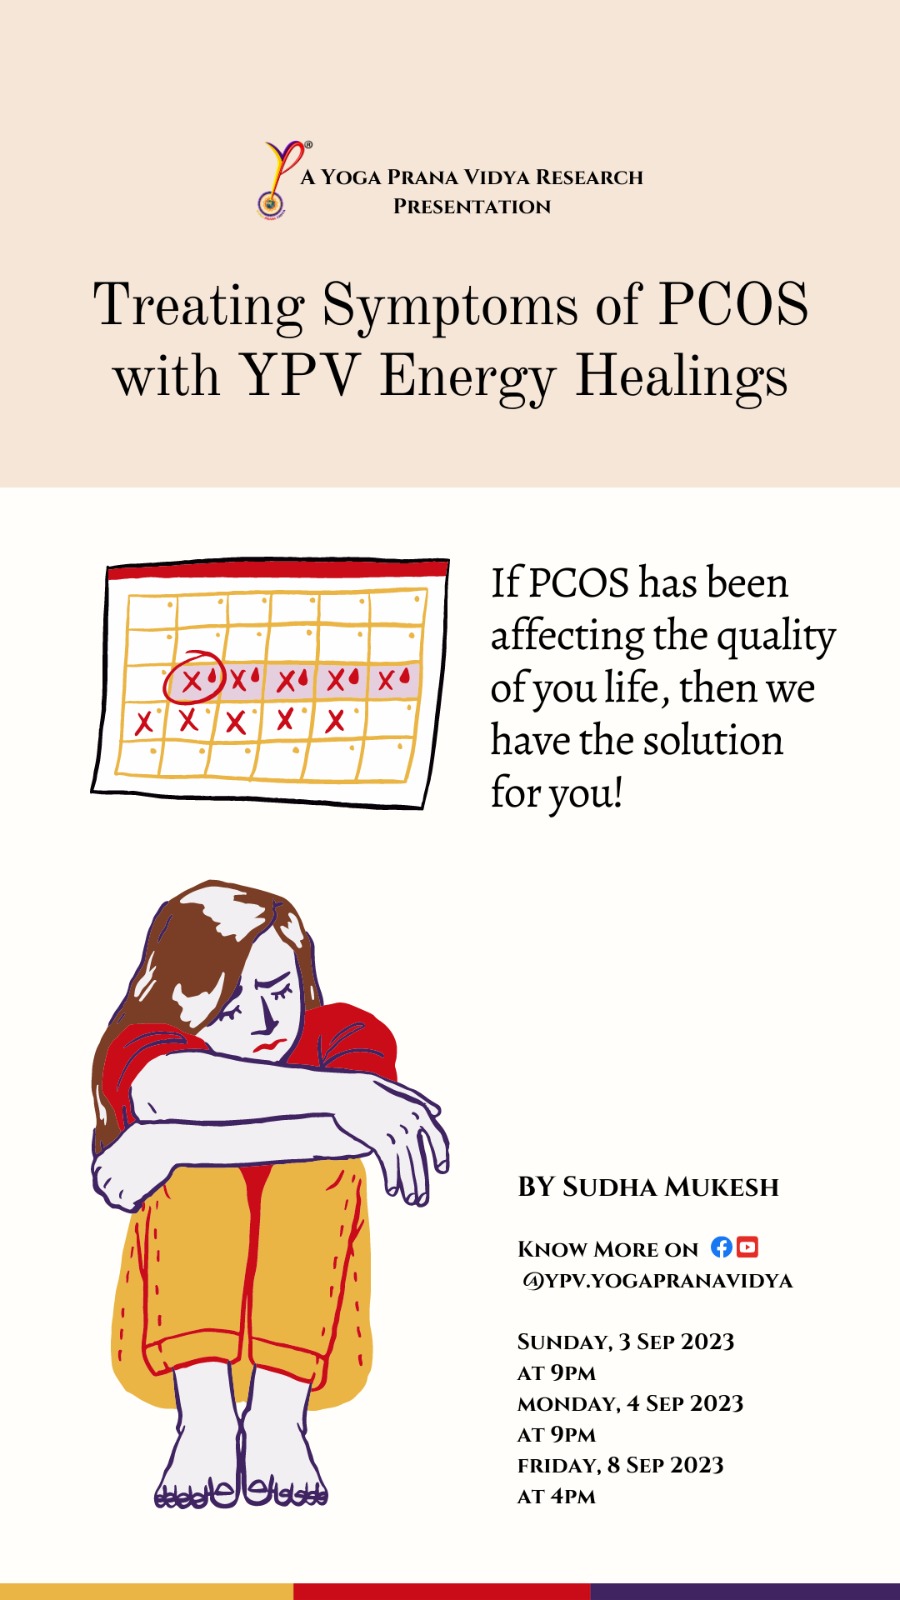 ®
A Yoga Prana Vidya Research
Presentation
Treating Symptoms of PCOS
with YPV Energy Healings
If PCOS has been
affecting the quality
of you life, then we
have the solution
for you!
BY Sudha Mukesh
Know More on
@ypv.yogapranavidya
Sunday, 3 Sep 2023
at 9pm
monday, 4 Sep 2023
at 9pm
friday, 8 Sep 2023
at 4pm